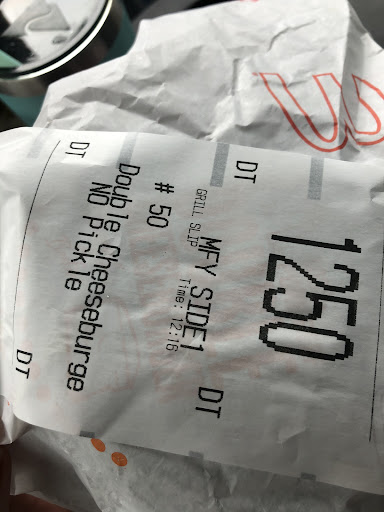 DT DT
1250
MFY SIDE1
GRILL SLIP Time: 12:16
# 50
Double Cheeseburge
No Pickle
DT DT